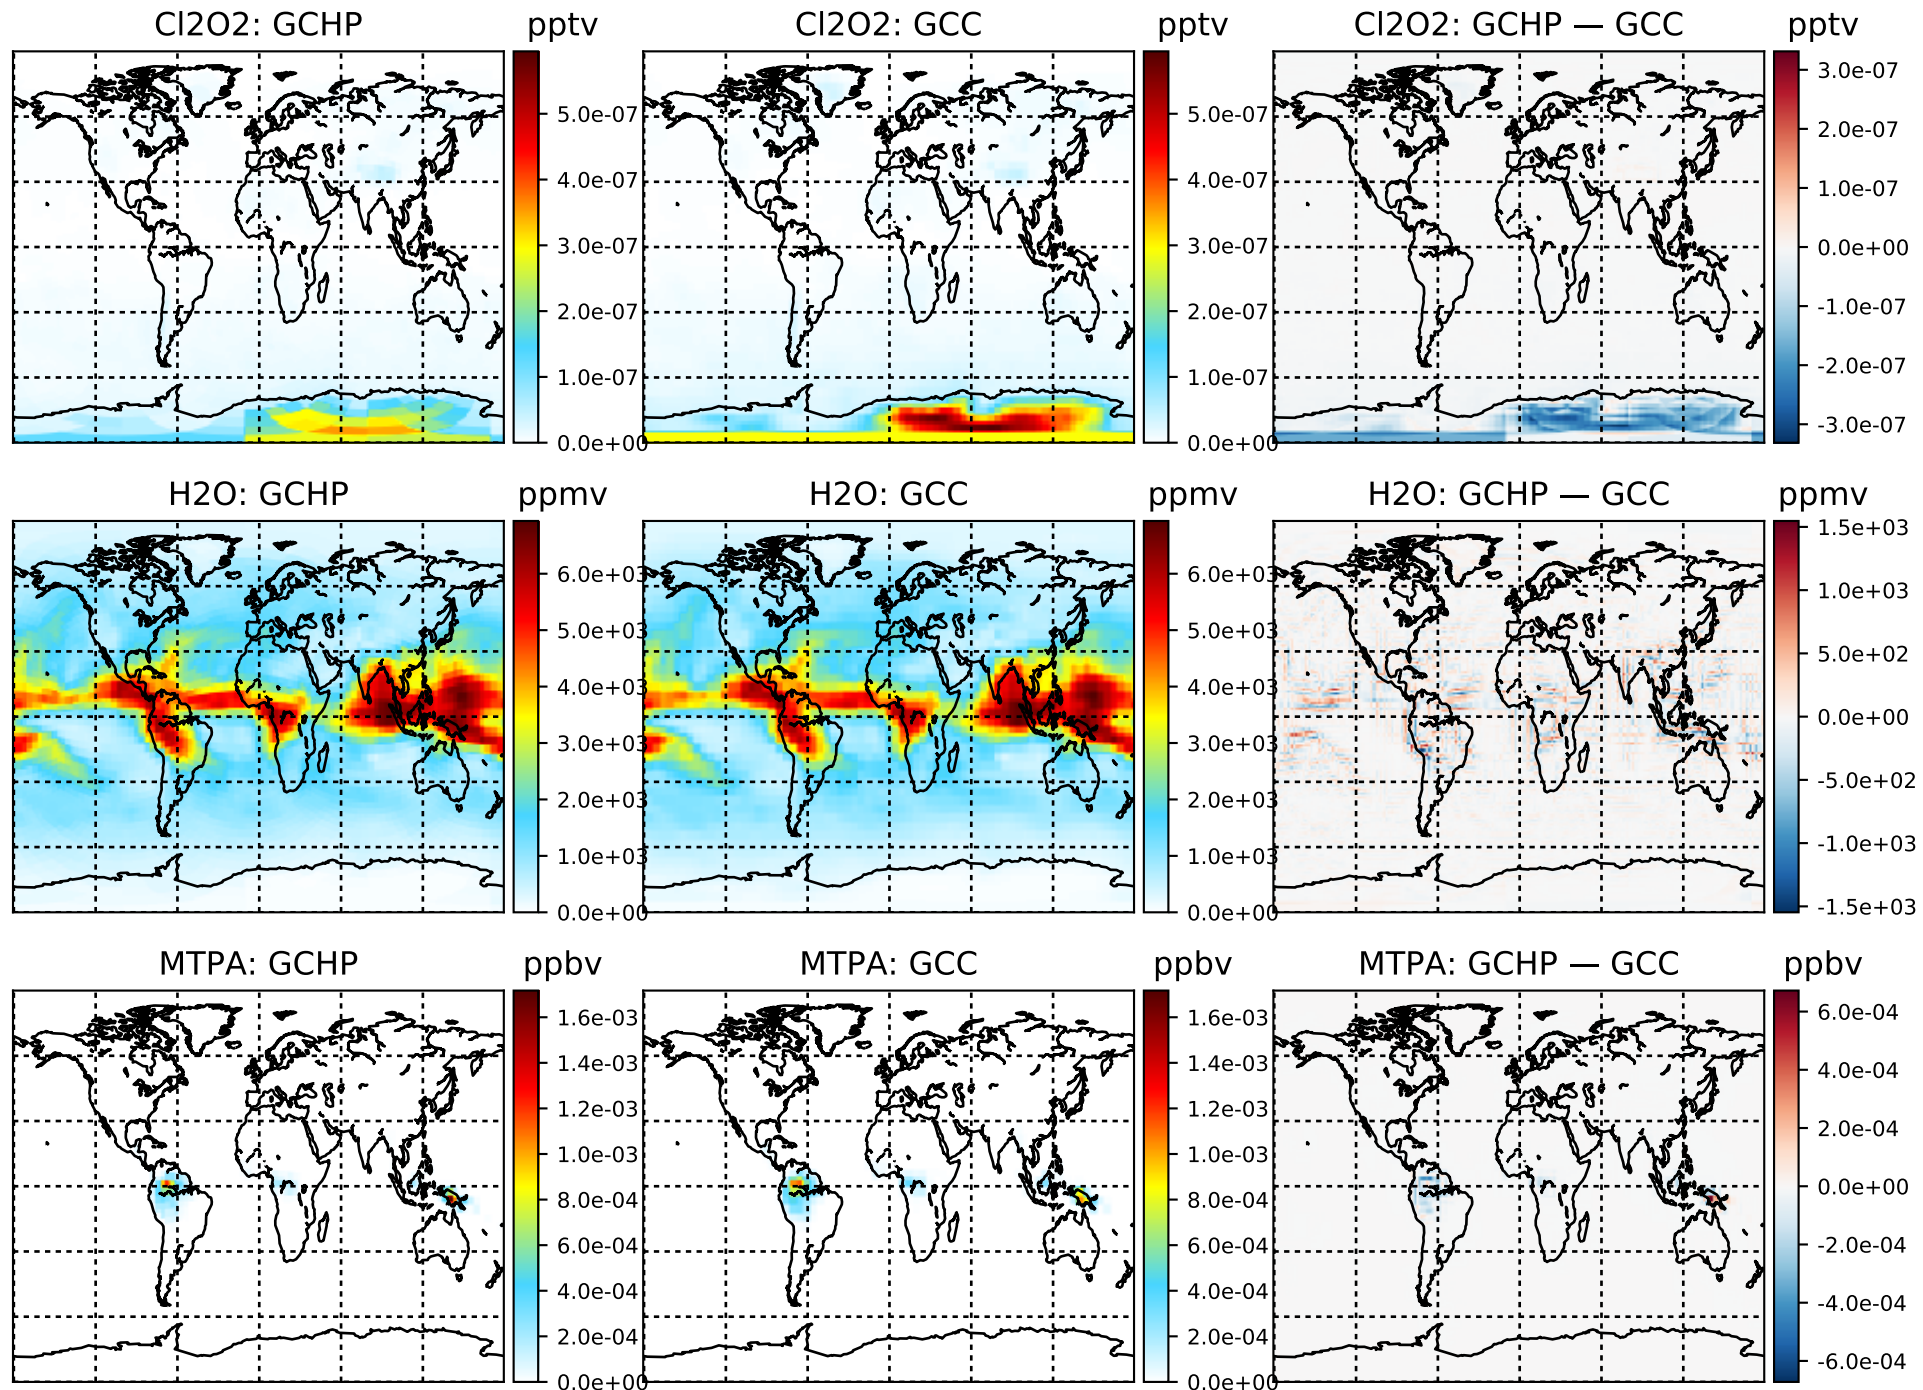 Cl2O2: GCHP pptv Cl2O2: GCC pptv Cl2O2: GCHP — GCC pptv
5.0e-07 5.0e-07 3.0e-07
4.0e-07 4.0e-07 2.0e-07
3.0e-07 3.0e-07 1.0e-07
2.0e-07 2.0e-07 0.0e+00
1.0e-07 1.0e-07 -1.0e-07
0.0e+00 0.0e+00 -2.0e-07
-3.0e-07
H2O: GCHP ppmv H2O: GCC ppmv H2O: GCHP — GCC ppmv
6.0e+03 6.0e+03 1.5e+03
5.0e+03 5.0e+03 1.0e+03
4.0e+03 4.0e+03 5.0e+02
3.0e+03 3.0e+03 0.0e+00
2.0e+03 2.0e+03 -5.0e+02
1.0e+03 1.0e+03 -1.0e+03
0.0e+00 0.0e+00 -1.5e+03
MTPA: GCHP ppbv MTPA: GCC ppbv MTPA: GCHP — GCC ppbv
1.6e-03 1.6e-03 6.0e-04
1.4e-03 1.4e-03 4.0e-04
1.2e-03 1.2e-03 2.0e-04
1.0e-03 1.0e-03 0.0e+00
8.0e-04 8.0e-04 -2.0e-04
6.0e-04 6.0e-04 -4.0e-04
4.0e-04 4.0e-04 -6.0e-04
2.0e-04 2.0e-04
0.0e+00 0.0e+00